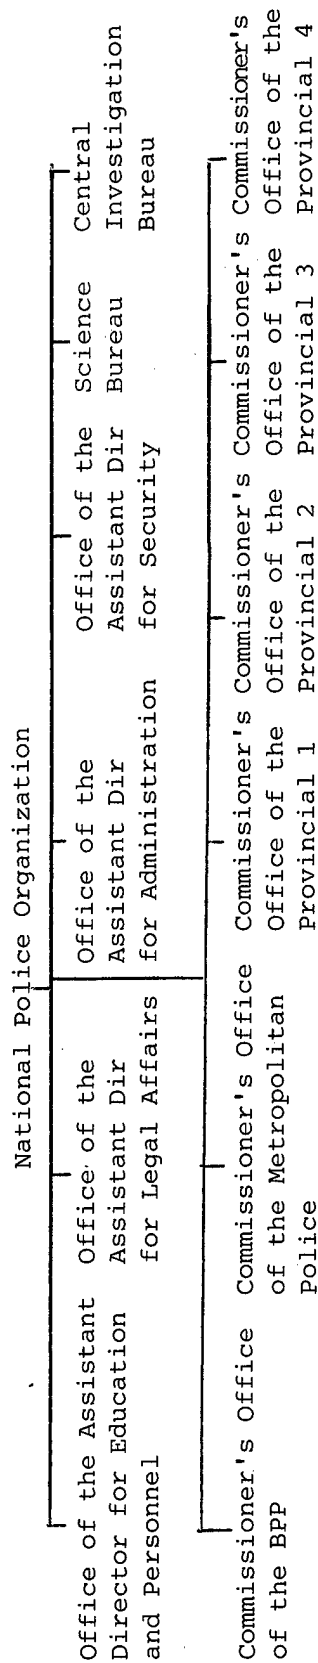 National Police Organization
Office of the Assistant
Director for Education
and Personnel
Office of the
Assistant Dir
for Legal Affairs
Office of the
Assistant Dir
for Administration
Office of the
Assistant Dir
for Security
Science
Bureau
Central
Investigation
Bureau
Commissioner's Office
of the BPP
Commissioner's Office
of the Metropolitan
Police
Commissioner's
Office of the
Provincial 1
Commissioner's
Office of the
Provincial 2
Commissioner's
Office of the
Provincial 3
Commissioner's
Office of the
Provincial 4